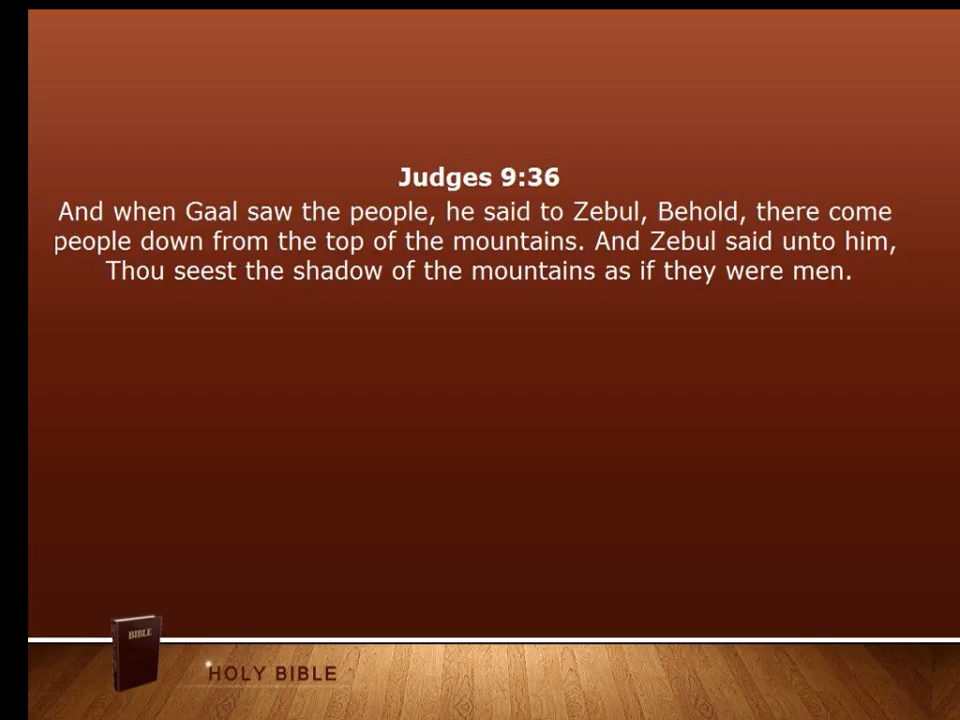 Judges 9:36
And when Gaal saw the people, he said to Zebul, Behold, there come
people down from the top of the mountains. And Zebul said unto him,
Thou seest the shadow of the mountains as if they were men.
BIBLE
HOLY BIBLE